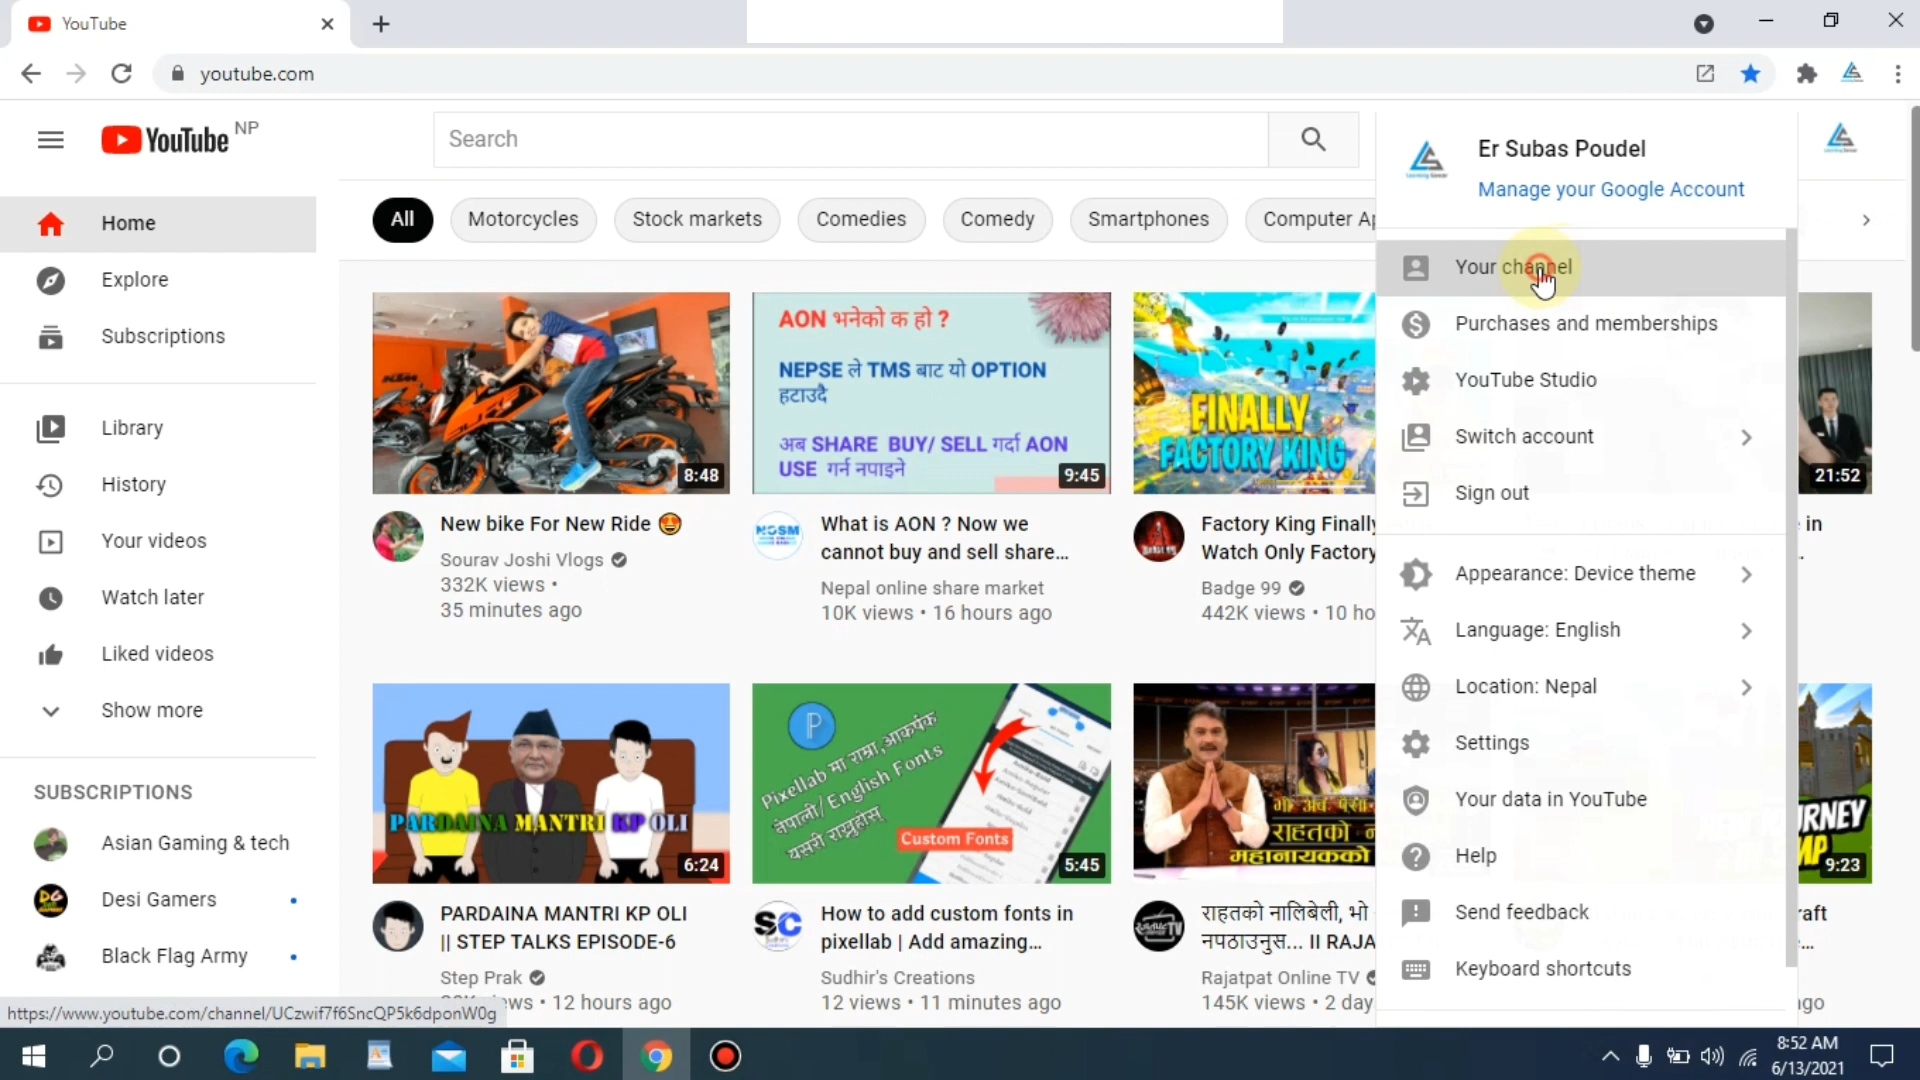 YouTube
youtube.com
YouTube NP
Search
Er Subas Poudel
Manage your Google Account
Home
Explore
Subscriptions
Library
History
Your videos
Watch later
Liked videos
Show more
SUBSCRIPTIONS
Asian Gaming & tech
Desi Gamers
Black Flag Army
All
Motorcycles
Stock markets
Comedies
Comedy
Smartphones
Computer
8:48
New bike For New Ride
Sourav Joshi Vlogs
332K views •
35 minutes ago
AON भनेको क हो ?
NEPSE ले TMS बाट यो OPTION
हटाउदै
अब SHARE BUY/ SELL गर्दा AON
USE गर्न नपाइने
9:45
What is AON ? Now we
cannot buy and sell share...
Nepal online share market
10K views • 16 hours ago
FINALLY
FACTORY KING
Factory King Finally
Watch Only Factory
Badge 99
442K views • 10 ho
21:52
in
PARDAINA MANTRI KP OLI
6:24
PARDAINA MANTRI KP OLI
|| STEP TALKS EPISODE-6
Step Prak
12 hours ago
Pixellab मा राम्रा,आकर्षक
नेपाली/ English Fonts
यसरी राख्नुहोस्
Custom Fonts
5:45
SC
How to add custom fonts in
pixellab | Add amazing...
Sudhir's Creations
12 views • 11 minutes ago
राहतको न
महानायकको
राहतको नालिबेली, भो
नपठाउनुस... II RAJA
Rajatpat Online TV
145K views • 2 day
9:23
Your channel
Purchases and memberships
YouTube Studio
Switch account
Sign out
Appearance: Device theme
Language: English
Location: Nepal
Settings
Your data in YouTube
Help
Send feedback
Keyboard shortcuts
https://www.youtube.com/channel/UCzwif7f6SncQP5k6dponW0g
8:52 AM
6/13/2021